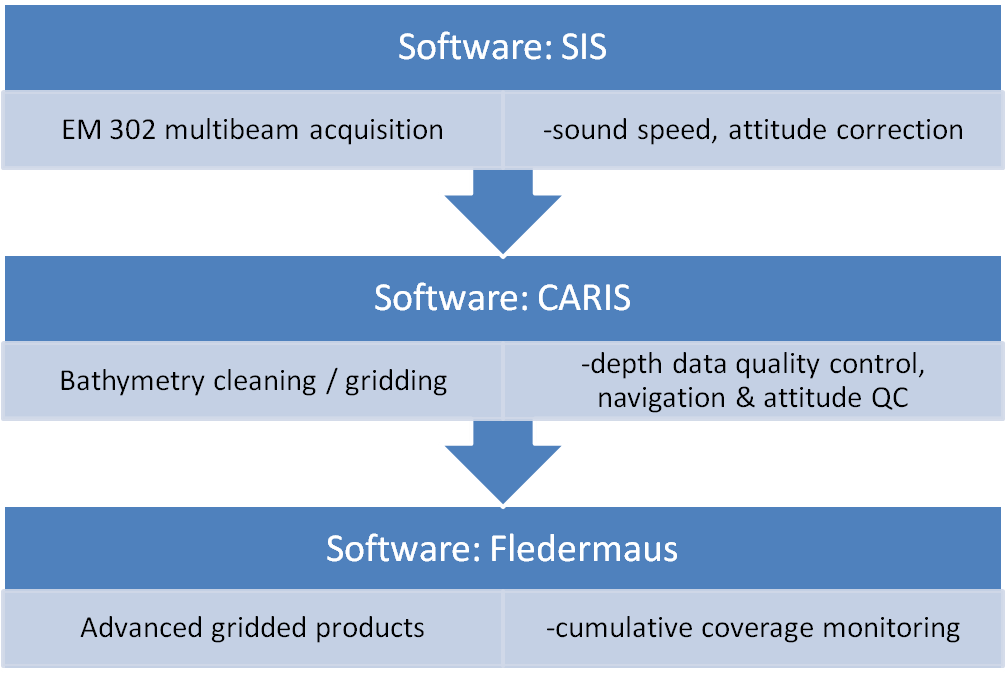 Software: SIS
EM 302 multibeam acquisition
-sound speed, attitude correction
Software: CARIS
Bathymetry cleaning / gridding
-depth data quality control,
navigation & attitude QC
Software: Fledermaus
Advanced gridded products
-cumulative coverage monitoring